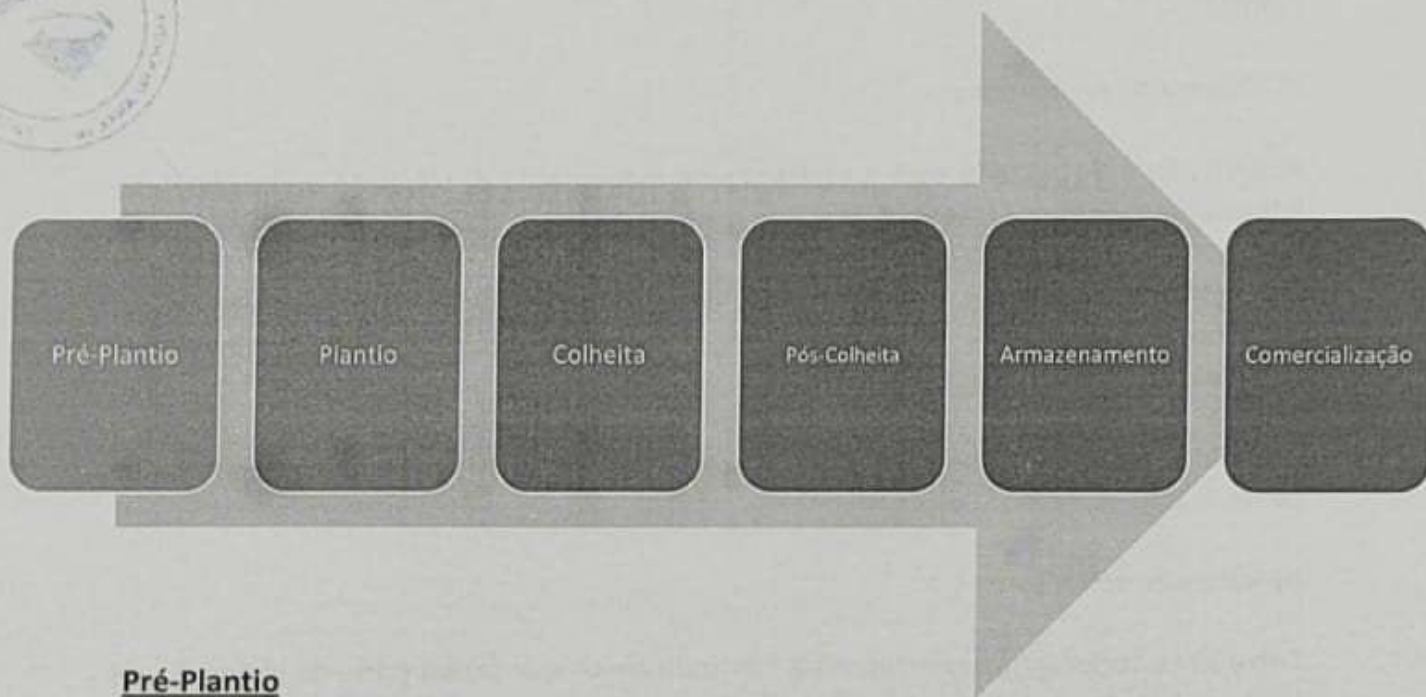 Pré-Plantio
Plantio
Colheita
Pós-Colheita
Armazenamento
Comercialização
Pré-Plantio